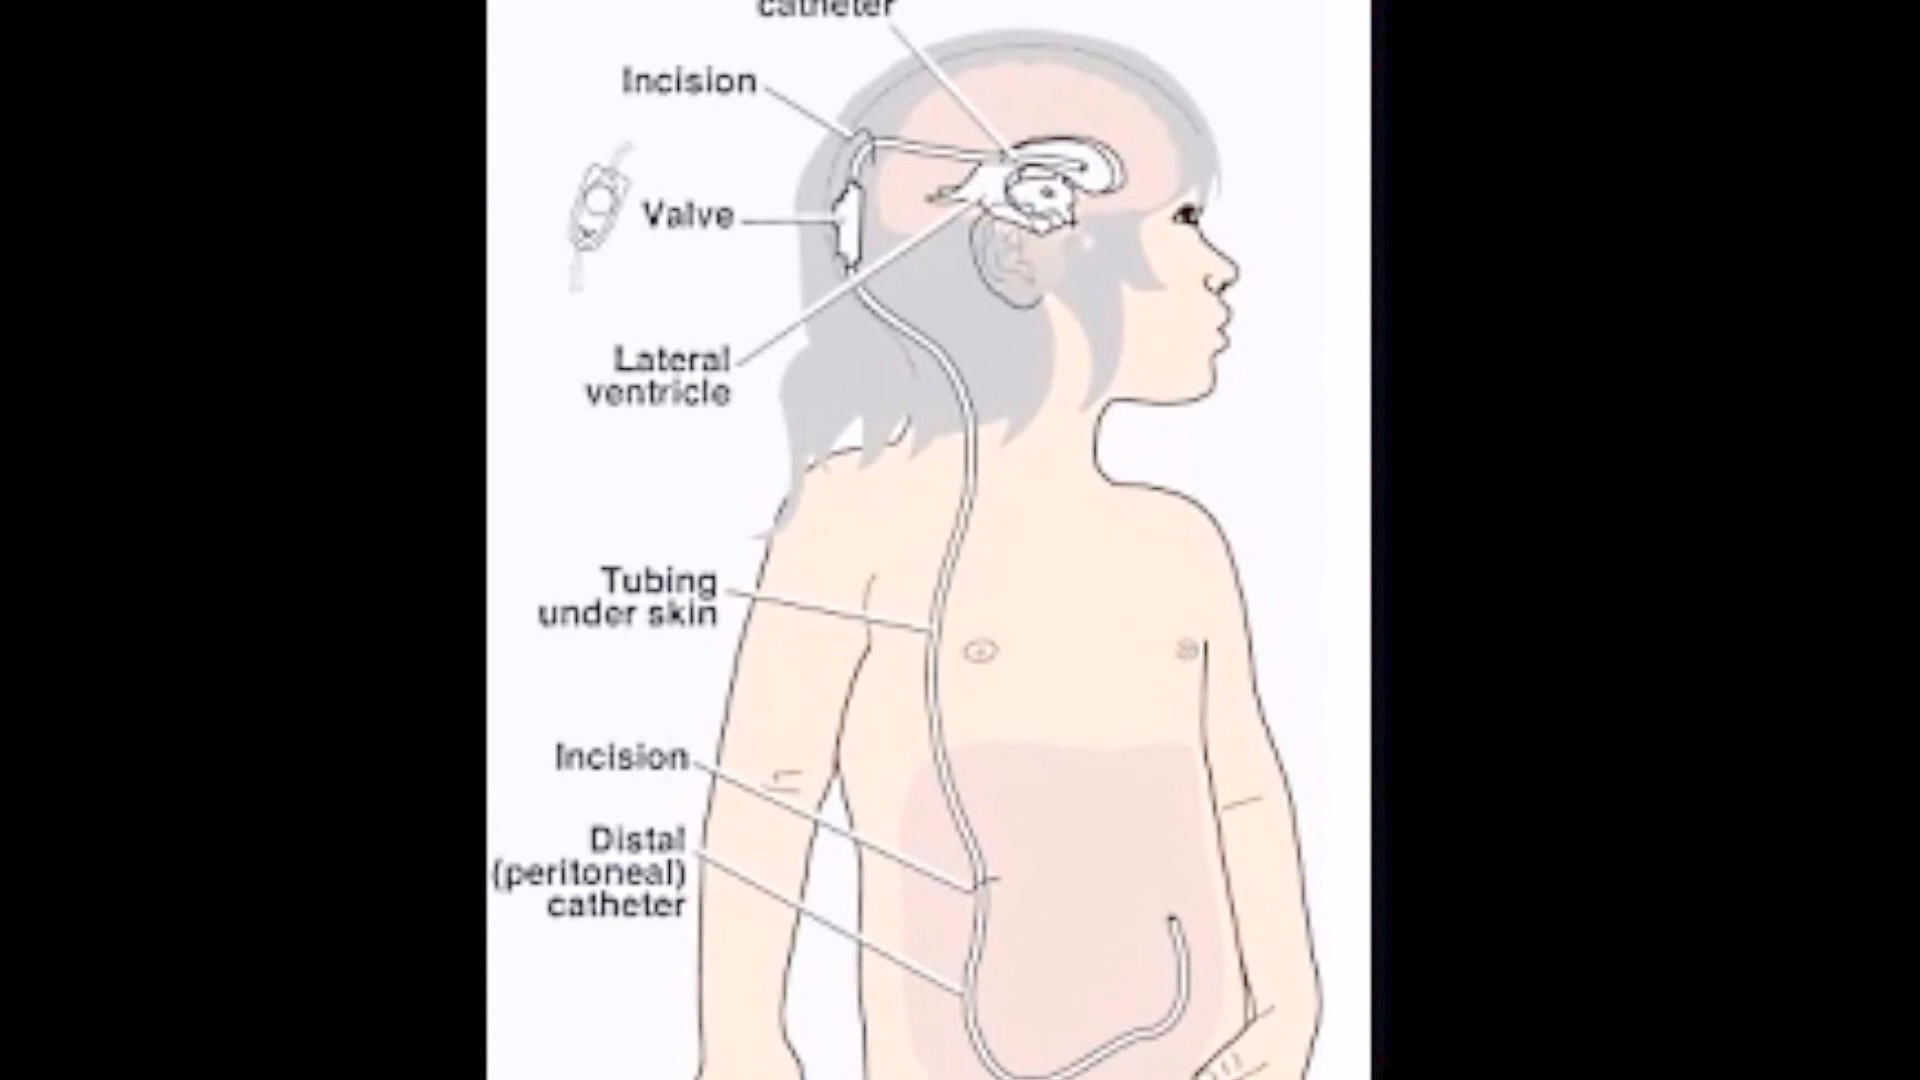 catheter
Incision
Valve
Lateral
ventricle
Tubing
under skin
Incision
Distal
(peritoneal)
catheter